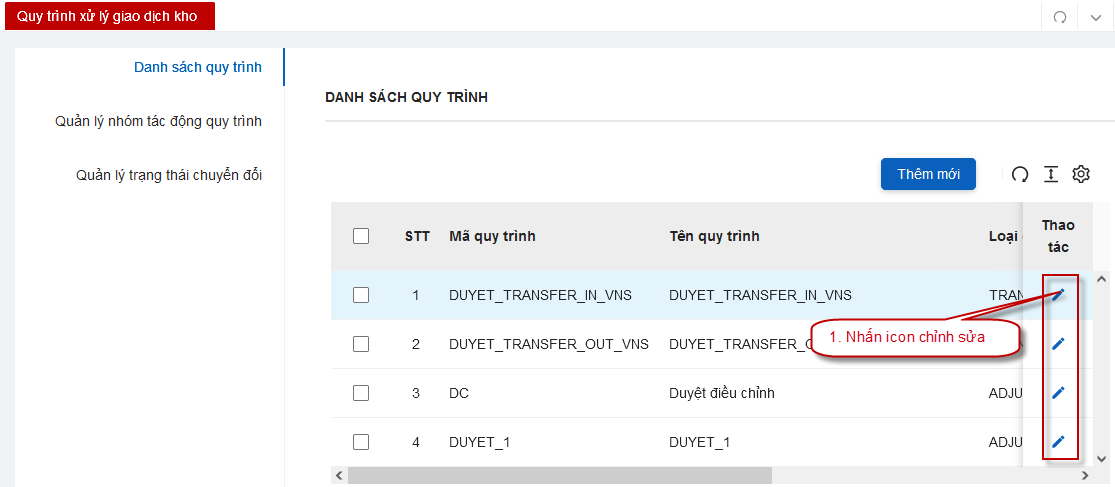 Quy trình xử lý giao dịch kho
Danh sách quy trình
Quản lý nhóm tác động quy trình
Quản lý trạng thái chuyển đổi
DANH SÁCH QUY TRÌNH
Thêm mới
STT Mã quy trình Tên quy trình Loại Thao tác
1 DUYET_TRANSFER_IN_VNS DUYET_TRANSFER_IN_VNS TRAN
1. Nhấn icon chỉnh sửa
2 DUYET_TRANSFER_OUT_VNS DUYET_TRANSFER_
3 DC Duyệt điều chỉnh ADJU
4 DUYET_1 DUYET_1 ADJU